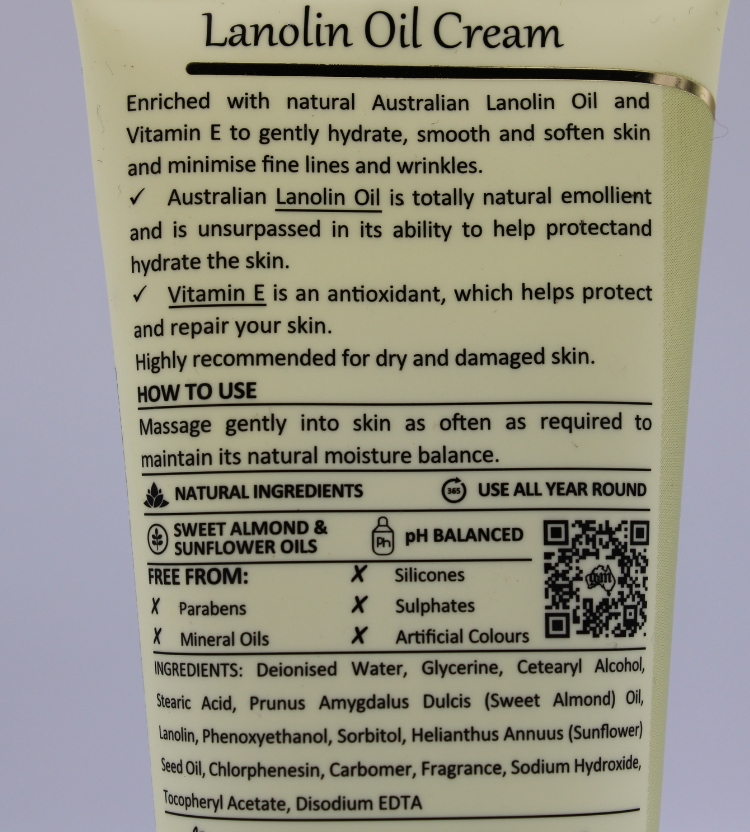 Lanolin Oil Cream
Enriched with natural Australian Lanolin Oil and
Vitamin E to gently hydrate, smooth and soften skin
and minimise fine lines and wrinkles.
✓ Australian Lanolin Oil is totally natural emollient
and is unsurpassed in its ability to help protectand
hydrate the skin.
✓ Vitamin E is an antioxidant, which helps protect
and repair your skin.
Highly recommended for dry and damaged skin.
HOW TO USE
Massage gently into skin as often as required to
maintain its natural moisture balance.
NATURAL INGREDIENTS 365 USE ALL YEAR ROUND
SWEET ALMOND &
SUNFLOWER OILS
Ph pH BALANCED
FREE FROM: ✗ Silicones
✗ Parabens ✗ Sulphates
✗ Mineral Oils ✗ Artificial Colours
INGREDIENTS: Deionised Water, Glycerine, Cetearyl Alcohol,
Stearic Acid, Prunus Amygdalus Dulcis (Sweet Almond) Oil,
Lanolin, Phenoxyethanol, Sorbitol, Helianthus Annuus (Sunflower)
Seed Oil, Chlorphenesin, Carbomer, Fragrance, Sodium Hydroxide,
Tocopheryl Acetate, Disodium EDTA